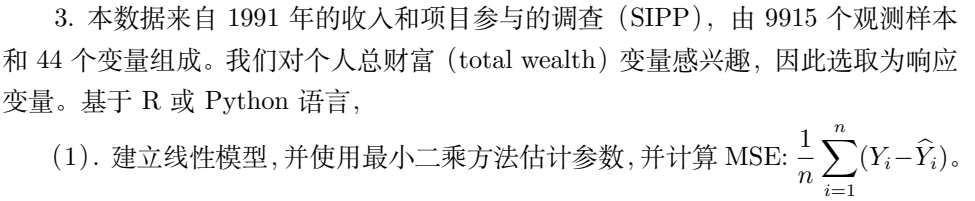 3. 本数据来自 1991 年的收入和项目参与的调查（SIPP），由 9915 个观测样本
和 44 个变量组成。我们对个人总财富（total wealth）变量感兴趣，因此选取为响应
变量。基于 R 或 Python 语言，
（1）. 建立线性模型，并使用最小二乘方法估计参数，并计算 MSE: $\frac{1}{n}\sum_{i=1}^{n}(Y_i-\widehat{Y}_i)$。